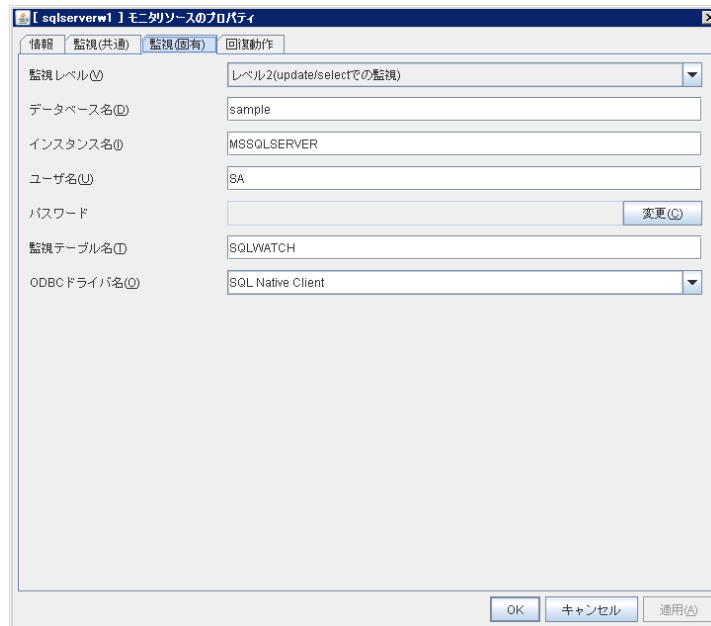 [ sqlserverw1 ] モニタリソースのプロパティ
情報 監視(共通) 監視(固有) 回復動作
監視レベル(V) レベル2(update/selectでの監視)
データベース名(D) sample
インスタンス名(I) MSSQLSERVER
ユーザ名(U) SA
パスワード 変更(C)
監視テーブル名(T) SQLWATCH
ODBCドライバ名(O) SQL Native Client
OK キャンセル 適用(A)